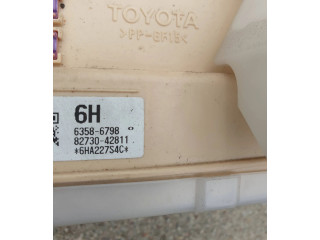 TOYOTA
>PP-GF15<
6H
6358-6798
82730-42811
*6HA227S4C*